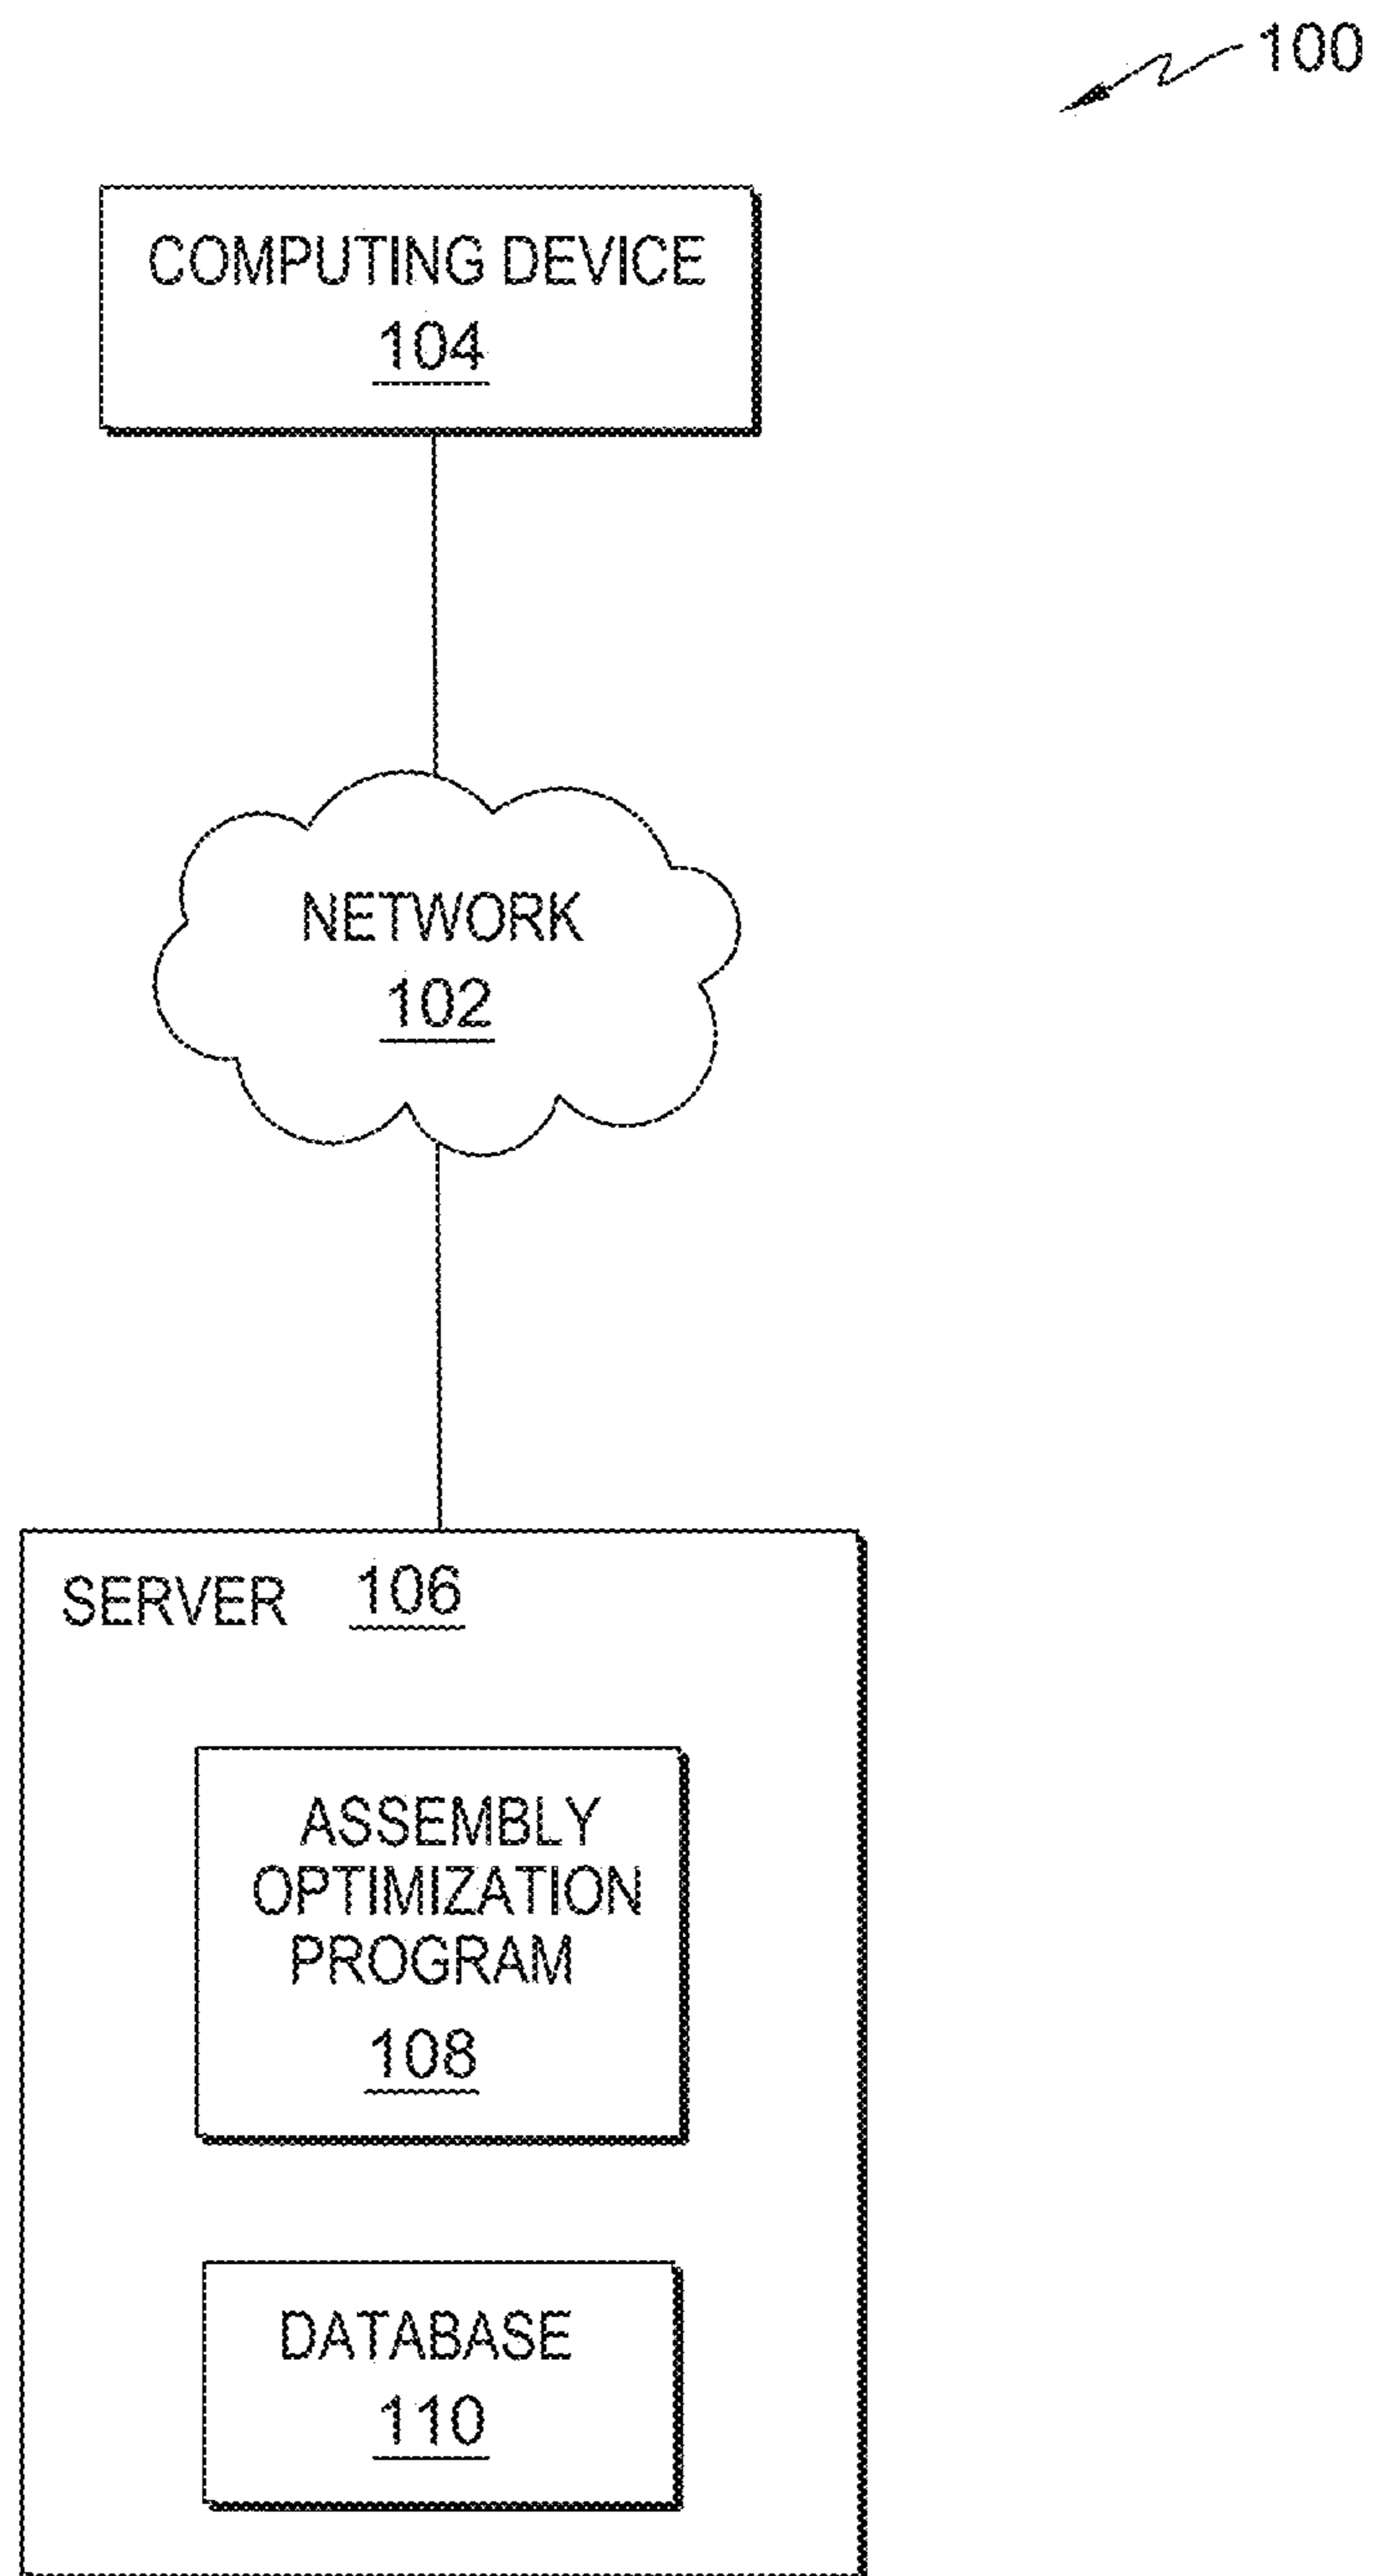 100
COMPUTING DEVICE
104
NETWORK
102
SERVER 106
ASSEMBLY
OPTIMIZATION
PROGRAM
108
DATABASE
110